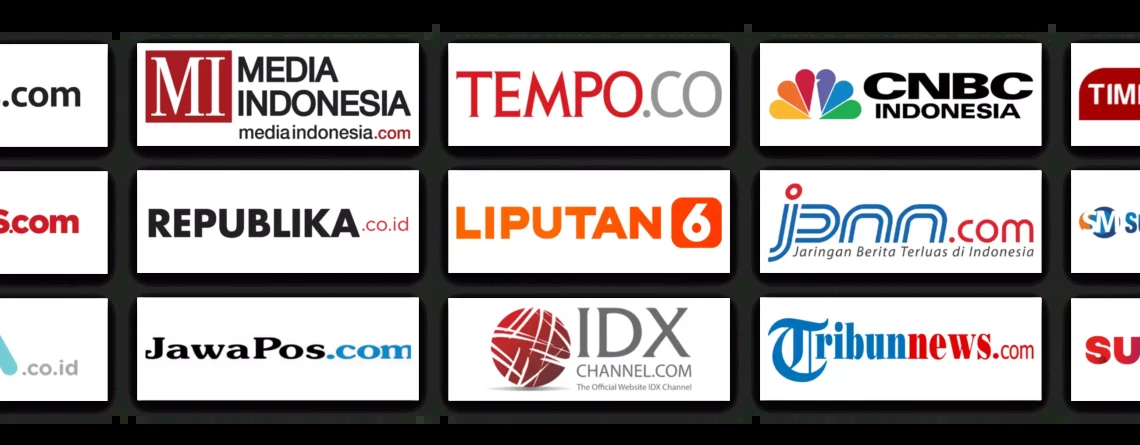 .com
MI MEDIA
INDONESIA
mediaindonesia.com
TEMPO.CO
CNBC
INDONESIA
S.com
REPUBLIKA.co.id
LIPUTAN 6
jpnn.com
Jaringan Berita Terluas di Indonesia
SM
.co.id
JawaPos.com
IDX
CHANNEL.COM
The Official Website IDX Channel
Tribunnews.com